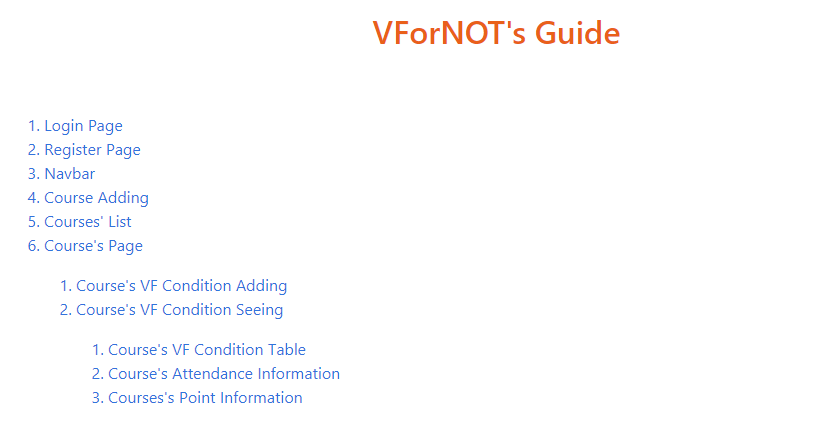 VForNOT's Guide
1. Login Page
2. Register Page
3. Navbar
4. Course Adding
5. Courses' List
6. Course's Page
1. Course's VF Condition Adding
2. Course's VF Condition Seeing
1. Course's VF Condition Table
2. Course's Attendance Information
3. Courses's Point Information